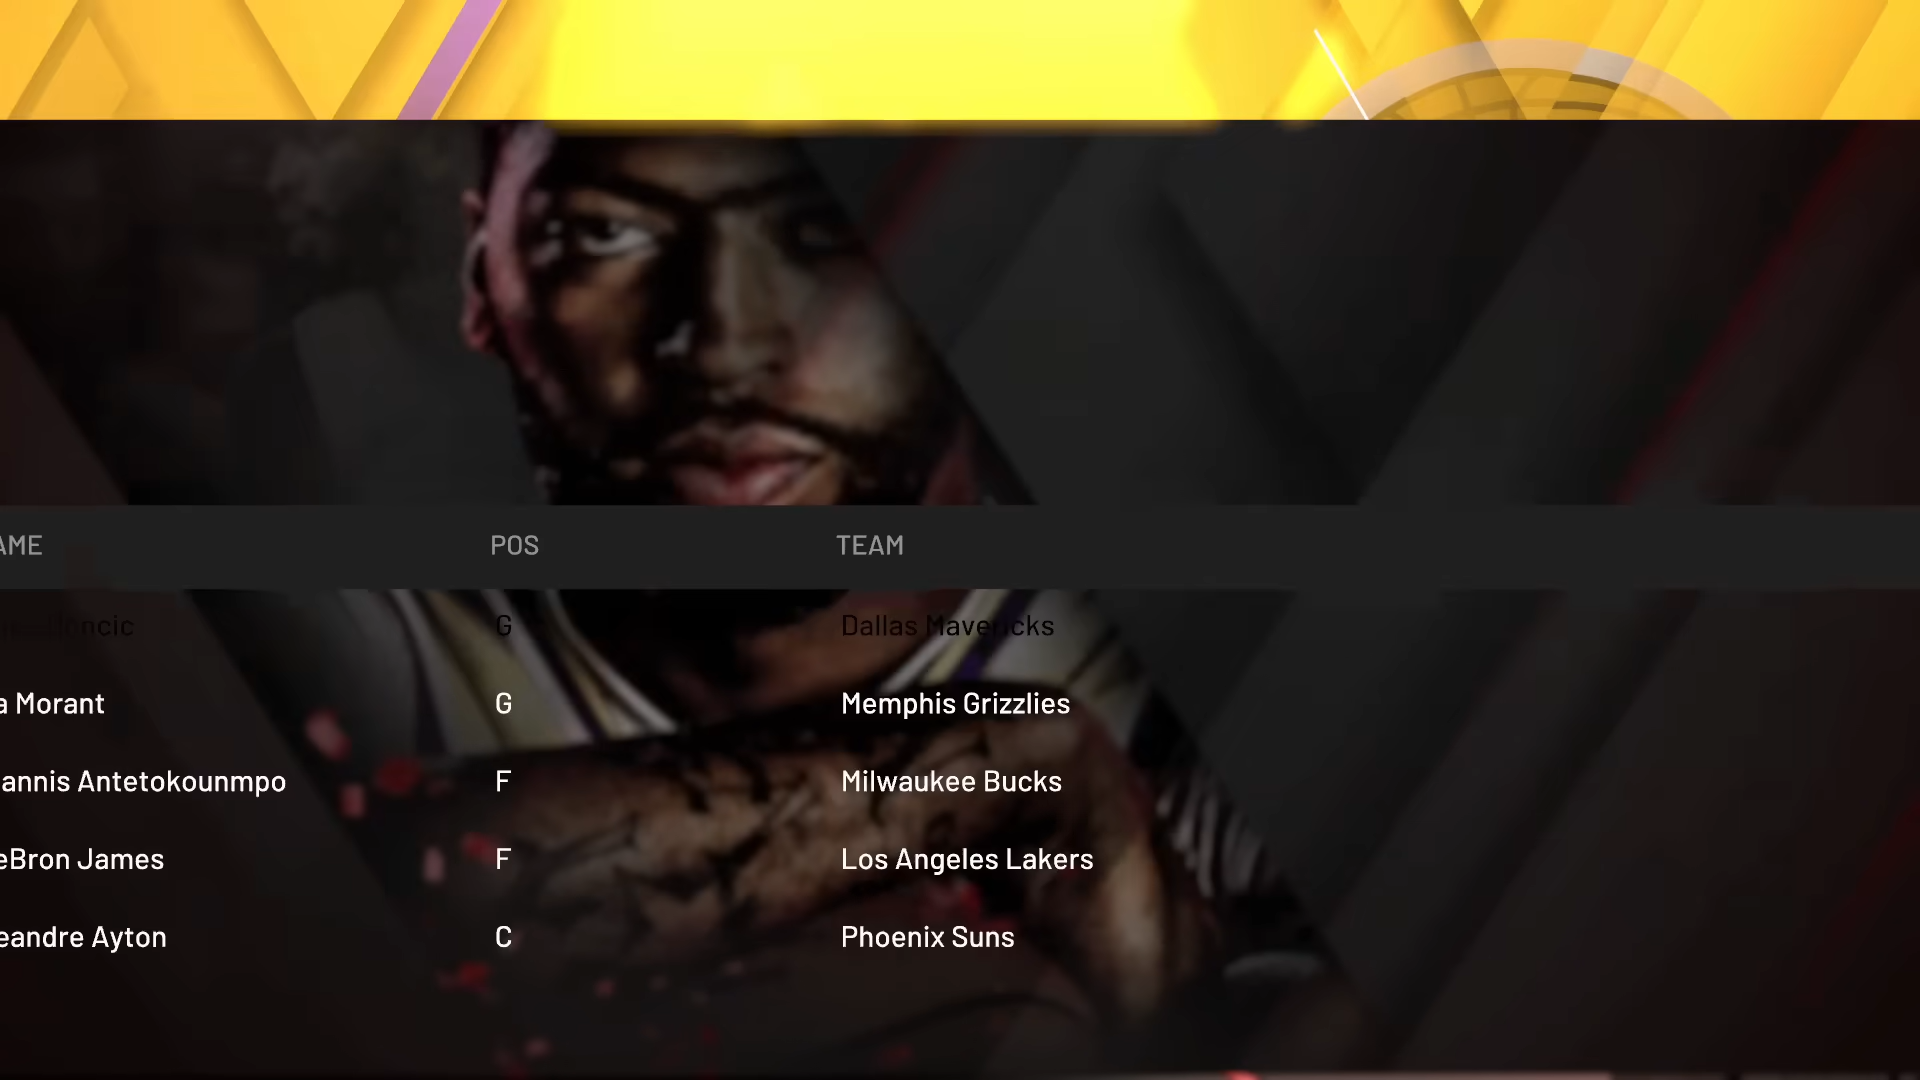 AME POS TEAM
Doncic G Dallas Mavericks
a Morant G Memphis Grizzlies
annis Antetokounmpo F Milwaukee Bucks
eBron James F Los Angeles Lakers
eandre Ayton C Phoenix Suns